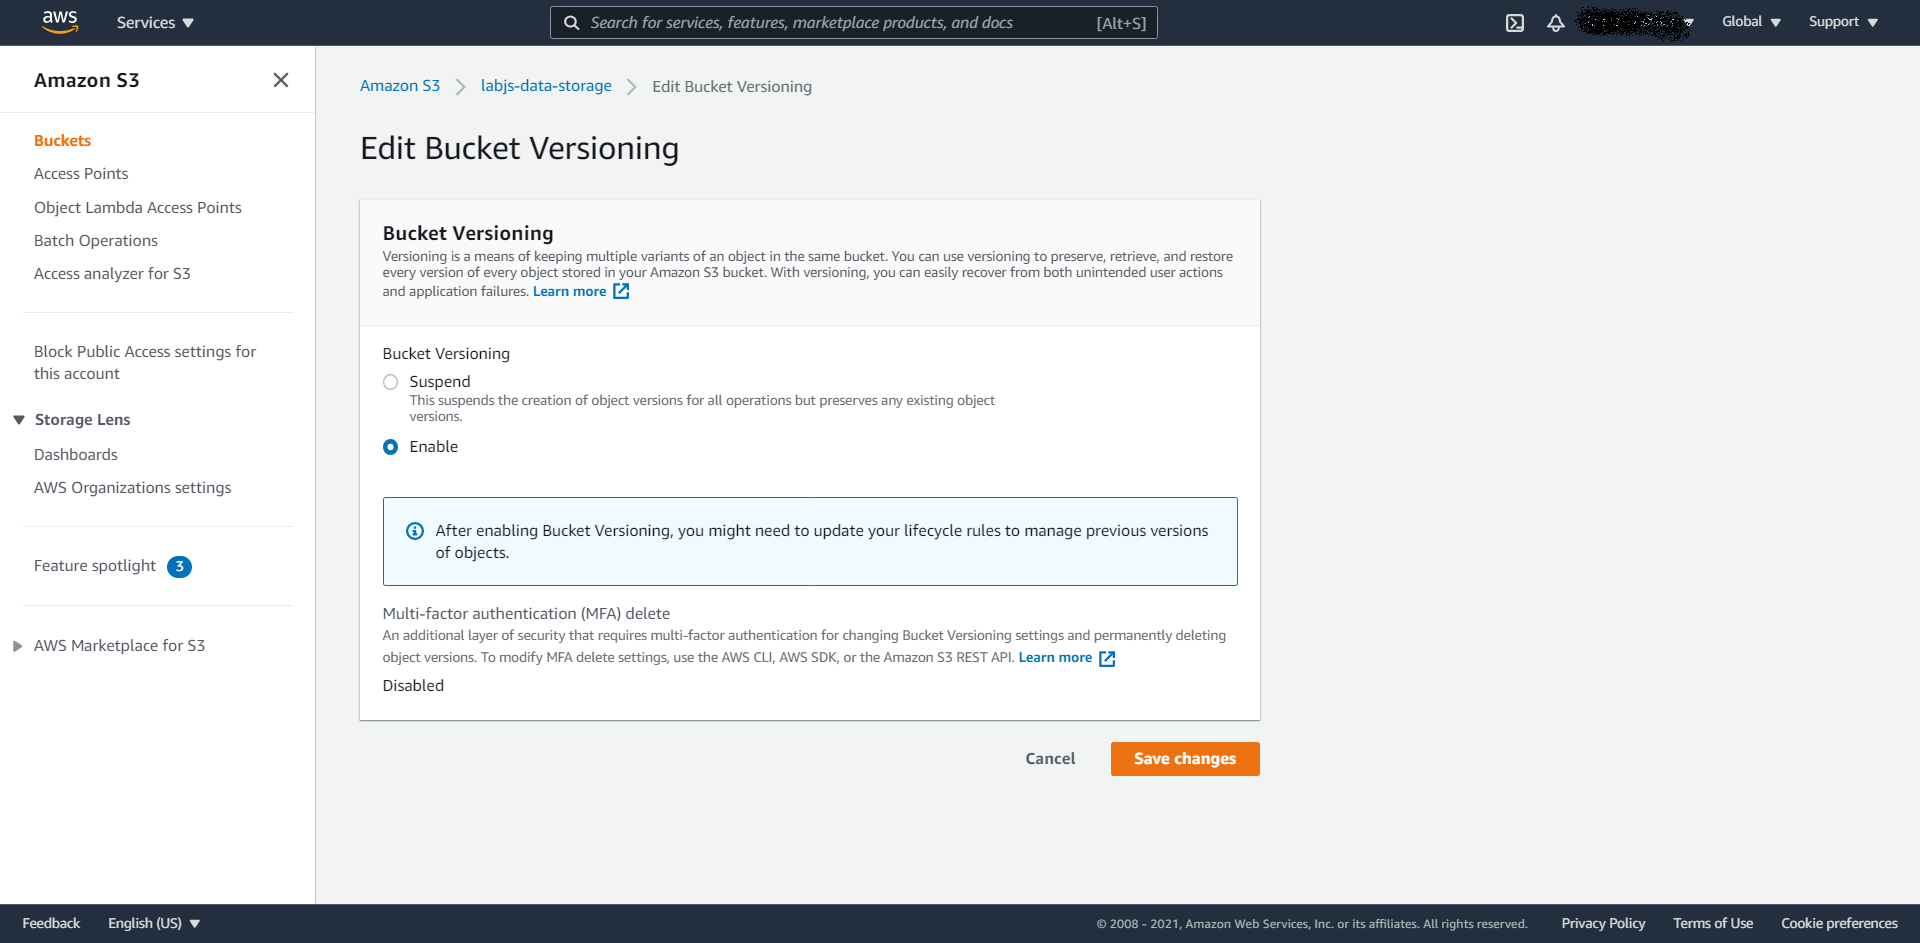 aws
Services
Search for services, features, marketplace products, and docs [Alt+S]
Global
Support
Amazon S3
Buckets
Access Points
Object Lambda Access Points
Batch Operations
Access analyzer for S3
Block Public Access settings for
this account
Storage Lens
Dashboards
AWS Organizations settings
Feature spotlight 3
AWS Marketplace for S3
Amazon S3 labjs-data-storage Edit Bucket Versioning
Edit Bucket Versioning
Bucket Versioning
Versioning is a means of keeping multiple variants of an object in the same bucket. You can use versioning to preserve, retrieve, and restore
every version of every object stored in your Amazon S3 bucket. With versioning, you can easily recover from both unintended user actions
and application failures. Learn more
Bucket Versioning
Suspend
This suspends the creation of object versions for all operations but preserves any existing object
versions.
Enable
After enabling Bucket Versioning, you might need to update your lifecycle rules to manage previous versions
of objects.
Multi-factor authentication (MFA) delete
An additional layer of security that requires multi-factor authentication for changing Bucket Versioning settings and permanently deleting
object versions. To modify MFA delete settings, use the AWS CLI, AWS SDK, or the Amazon S3 REST API. Learn more
Disabled
Cancel
Save changes
Feedback
English (US)
© 2008 - 2021, Amazon Web Services, Inc. or its affiliates. All rights reserved.
Privacy Policy
Terms of Use
Cookie preferences